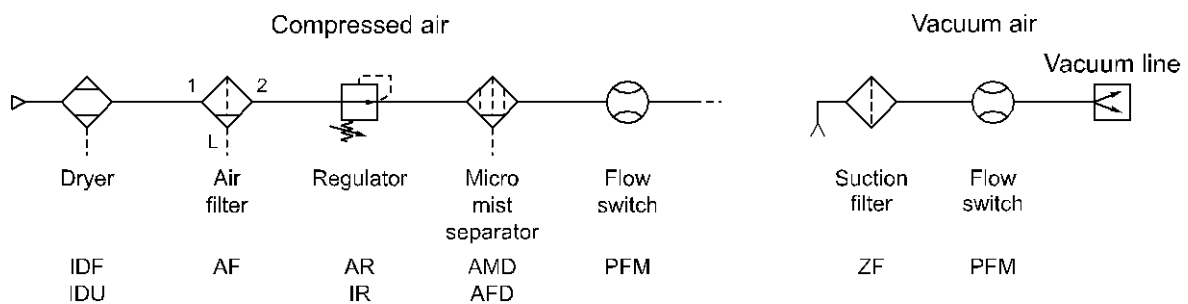 Compressed air
Vacuum air
Vacuum line
1 2
L
Dryer Air Regulator Micro Flow Suction Flow
filter mist switch filter switch
separator
IDF AF AR AMD PFM ZF PFM
IDU IR AFD